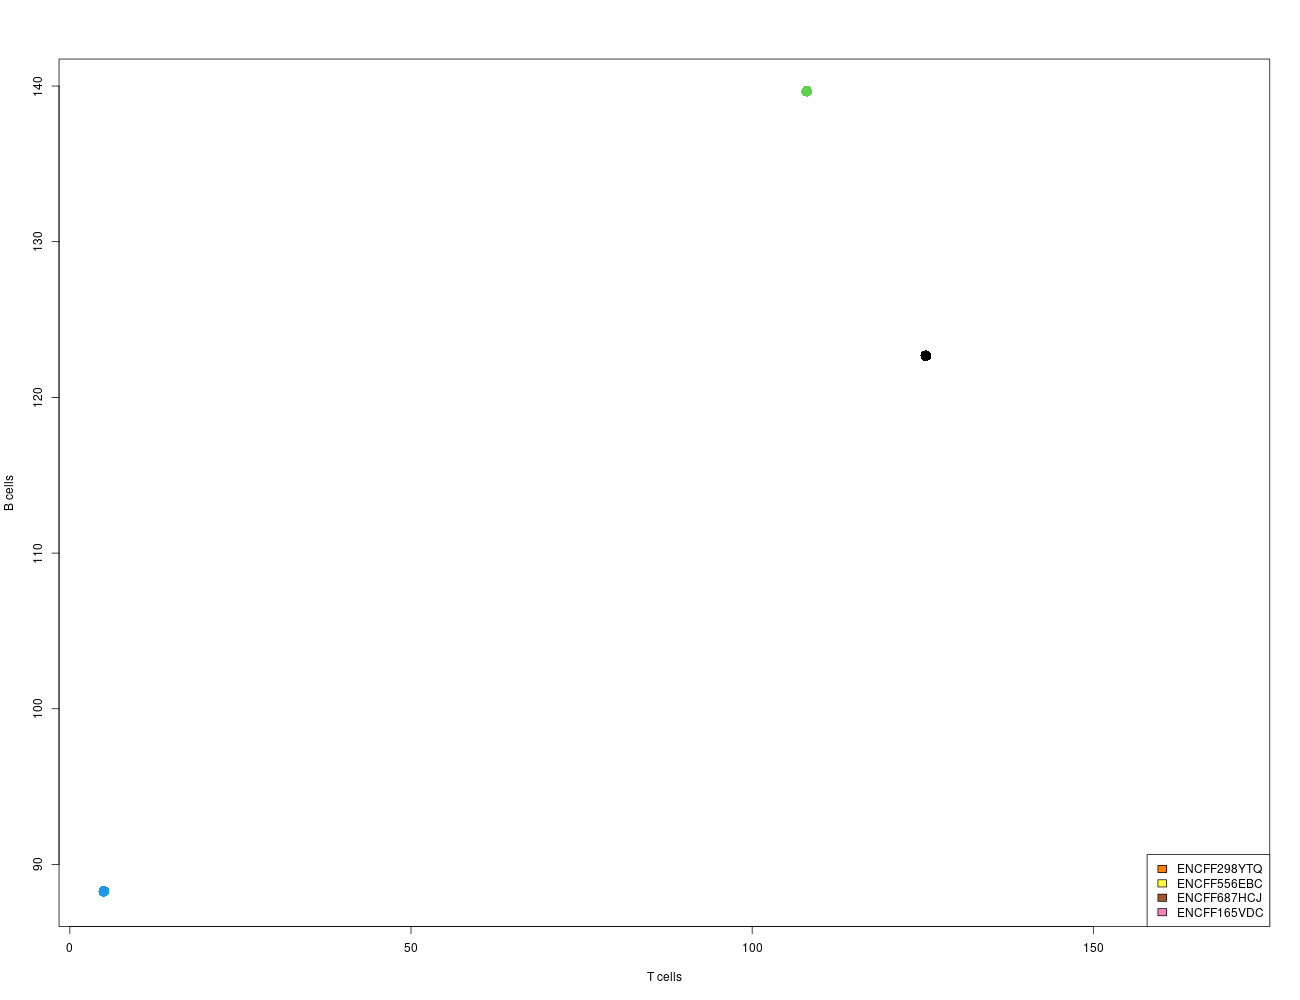 140
130
120
110
100
90
B cells
0 50 100 150
T cells
ENCFF298YTQ
ENCFF556EBC
ENCFF687HCJ
ENCFF165VDC